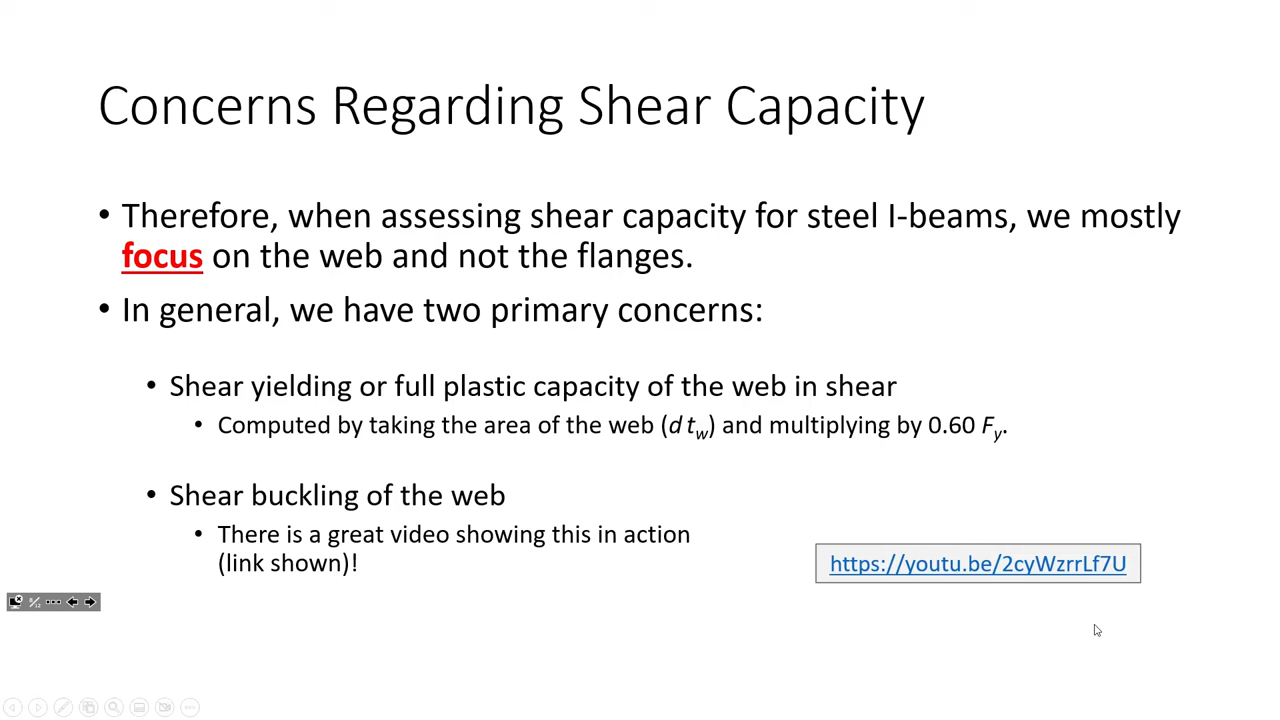 Concerns Regarding Shear Capacity
• Therefore, when assessing shear capacity for steel I-beams, we mostly
focus on the web and not the flanges.
• In general, we have two primary concerns:
• Shear yielding or full plastic capacity of the web in shear
• Computed by taking the area of the web (d tw) and multiplying by 0.60 Fy.
• Shear buckling of the web
• There is a great video showing this in action
(link shown)!
https://youtu.be/2cyWzrrLf7U